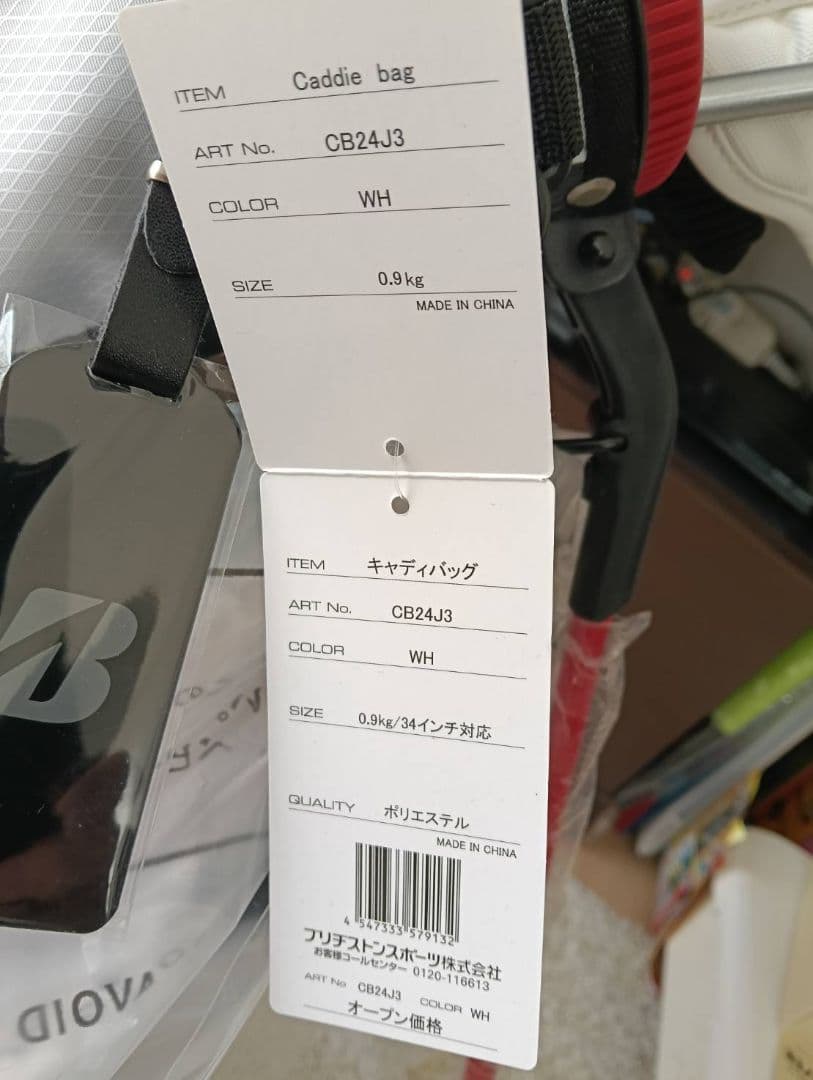 ITEM Caddie bag
ART No. CB24J3
COLOR WH
SIZE 0.9kg
MADE IN CHINA
ITEM キャディバッグ
ART No. CB24J3
COLOR WH
SIZE 0.9kg/34インチ対応
QUALITY ポリエステル
MADE IN CHINA
4 547333 579132
ブリヂストンスポーツ株式会社
お客様コールセンター 0120-116613
ART No CB24J3 COLOR WH
オープン価格
B
AVOID